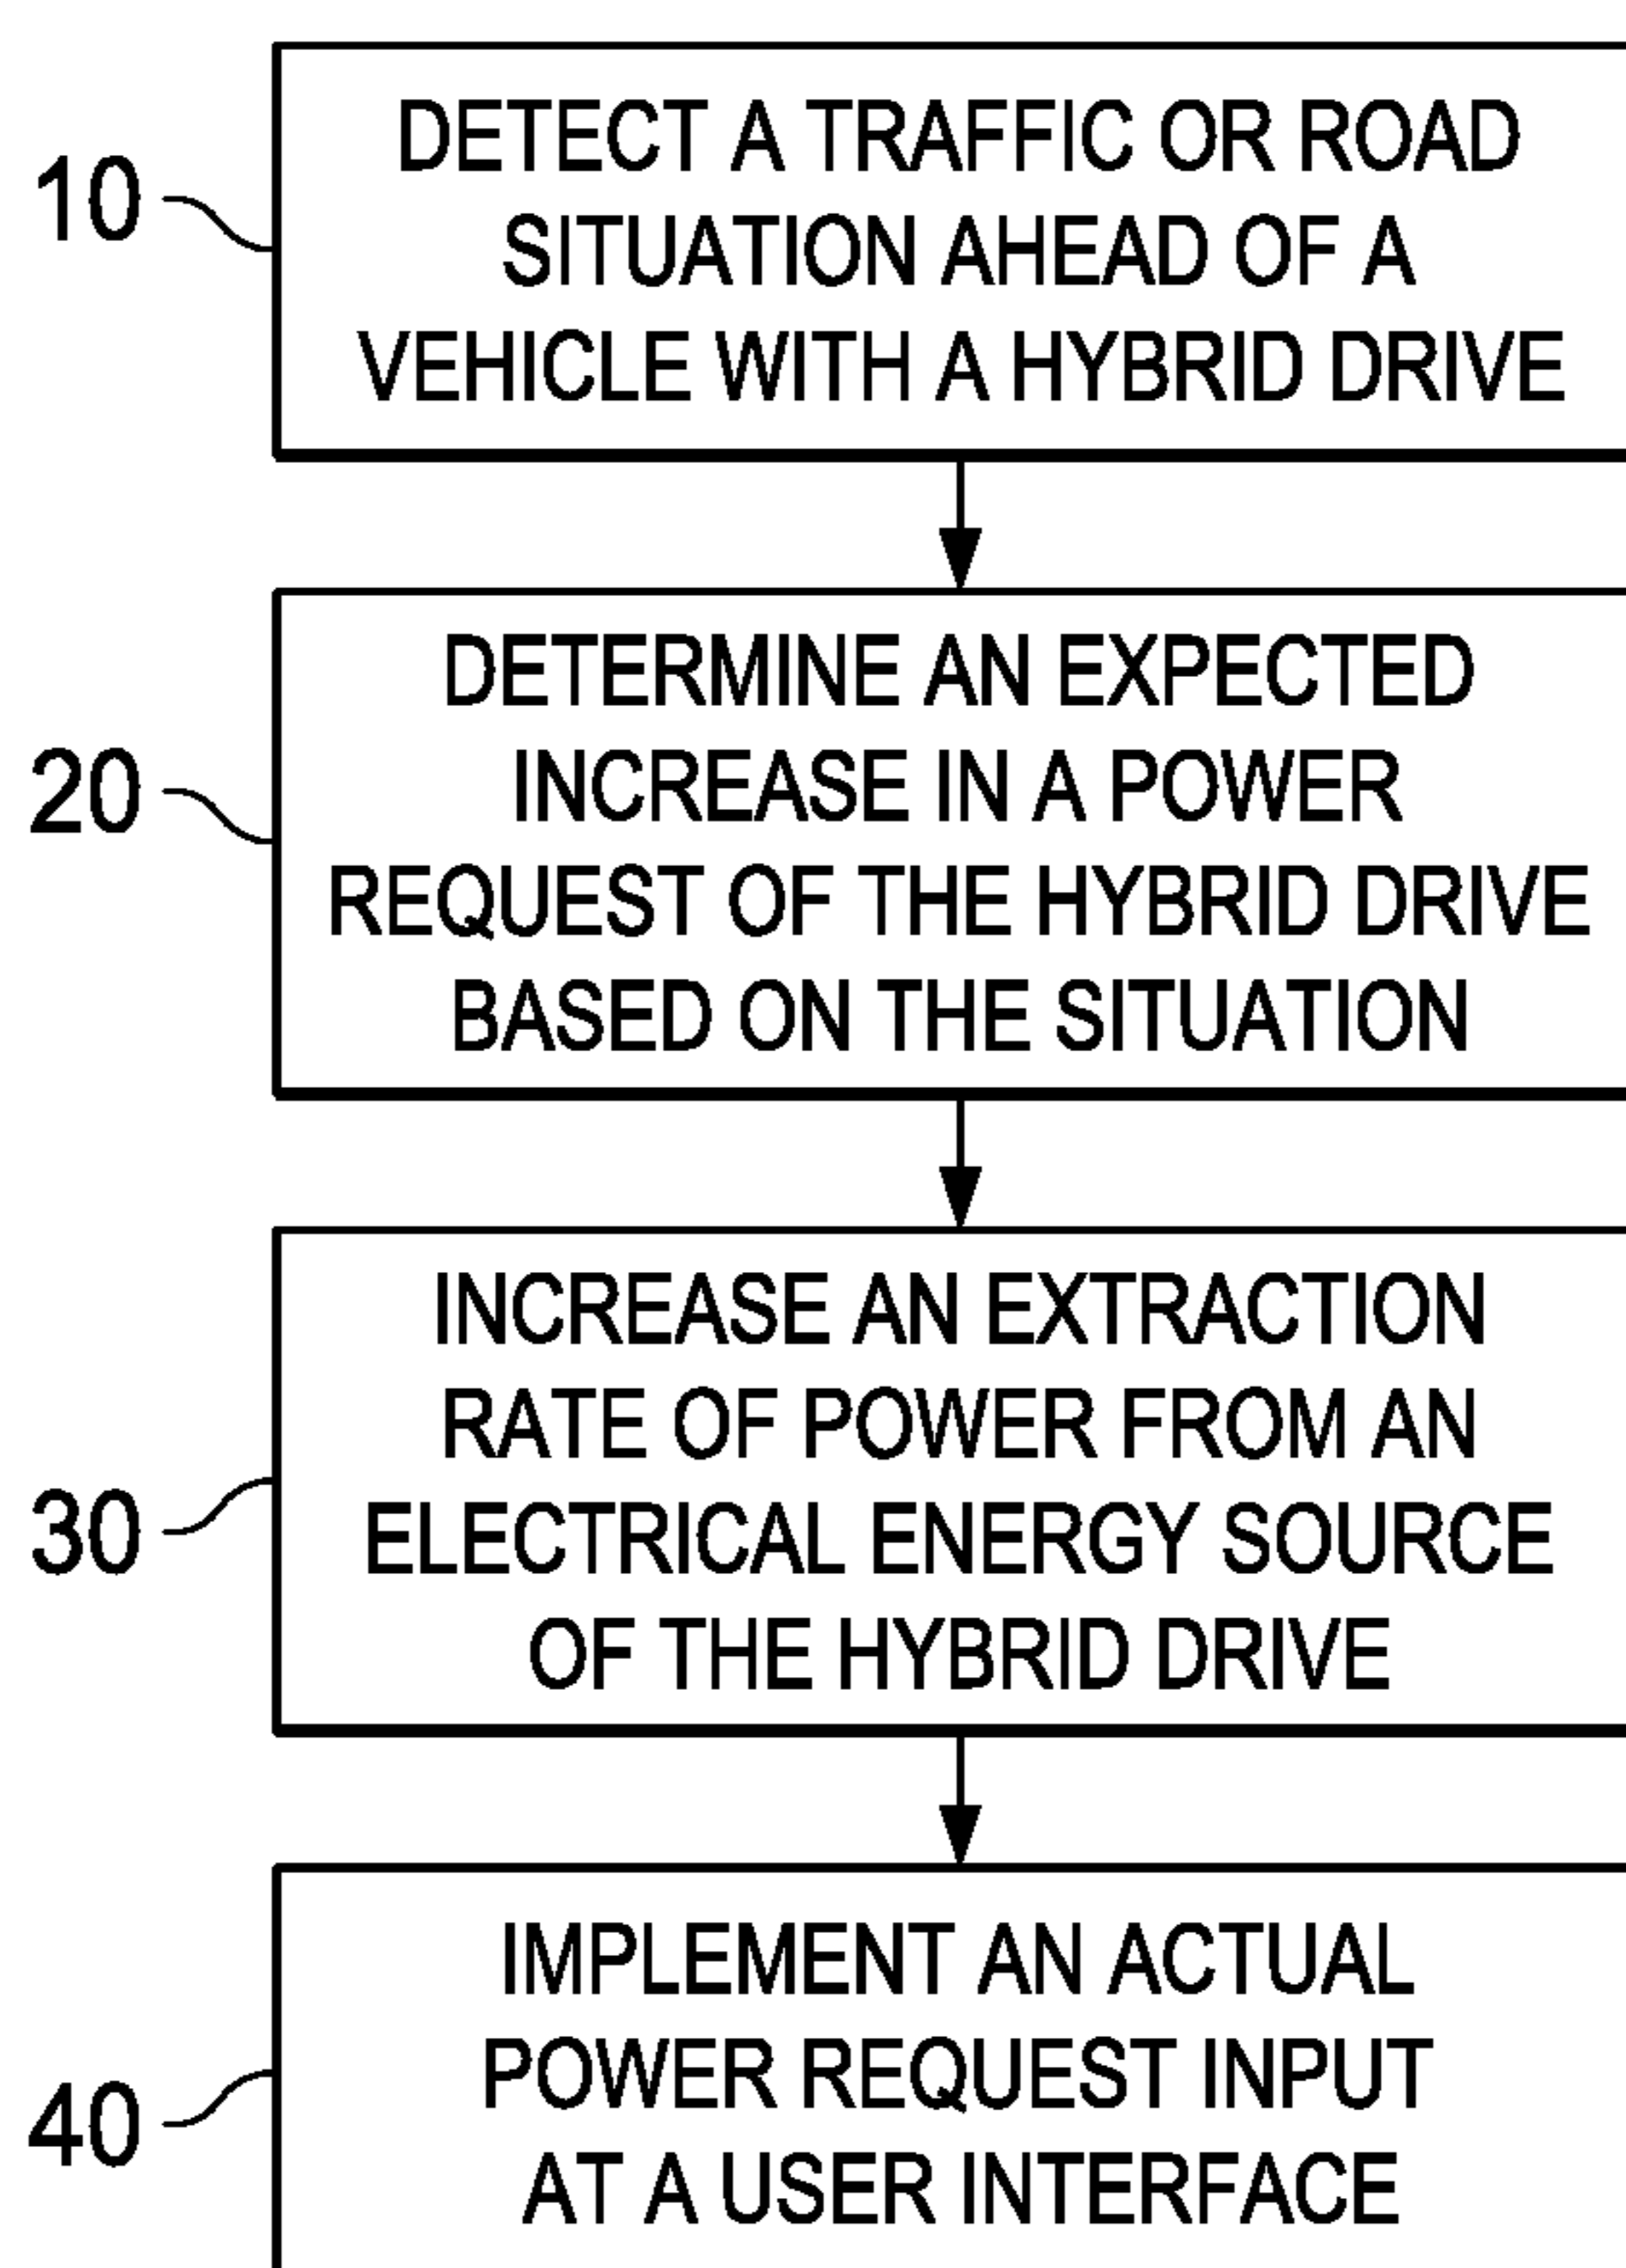 10
DETECT A TRAFFIC OR ROAD
SITUATION AHEAD OF A
VEHICLE WITH A HYBRID DRIVE
20
DETERMINE AN EXPECTED
INCREASE IN A POWER
REQUEST OF THE HYBRID DRIVE
BASED ON THE SITUATION
30
INCREASE AN EXTRACTION
RATE OF POWER FROM AN
ELECTRICAL ENERGY SOURCE
OF THE HYBRID DRIVE
40
IMPLEMENT AN ACTUAL
POWER REQUEST INPUT
AT A USER INTERFACE